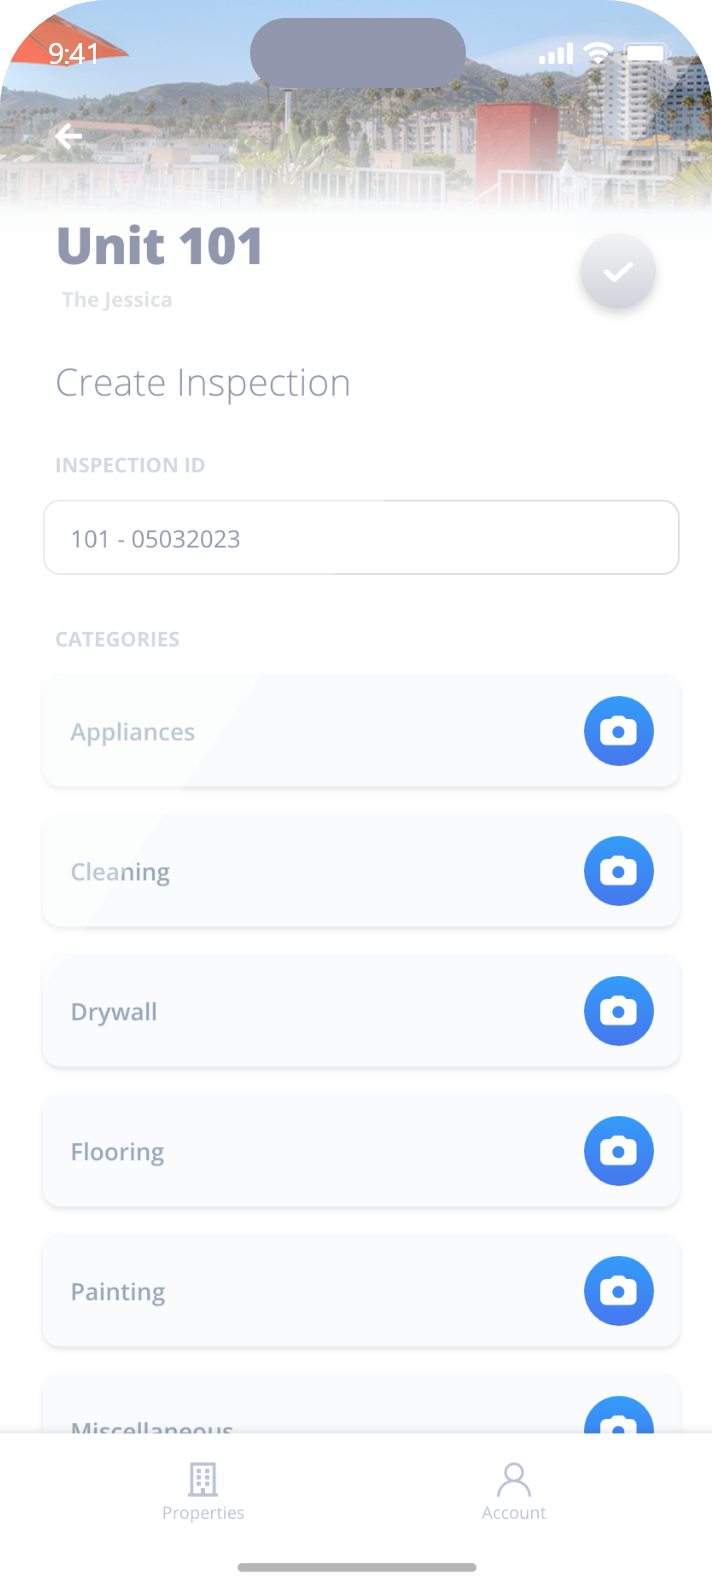 9:41
Unit 101
The Jessica
Create Inspection
INSPECTION ID
101 - 05032023
CATEGORIES
Appliances
Cleaning
Drywall
Flooring
Painting
Miscellaneous
Properties
Account